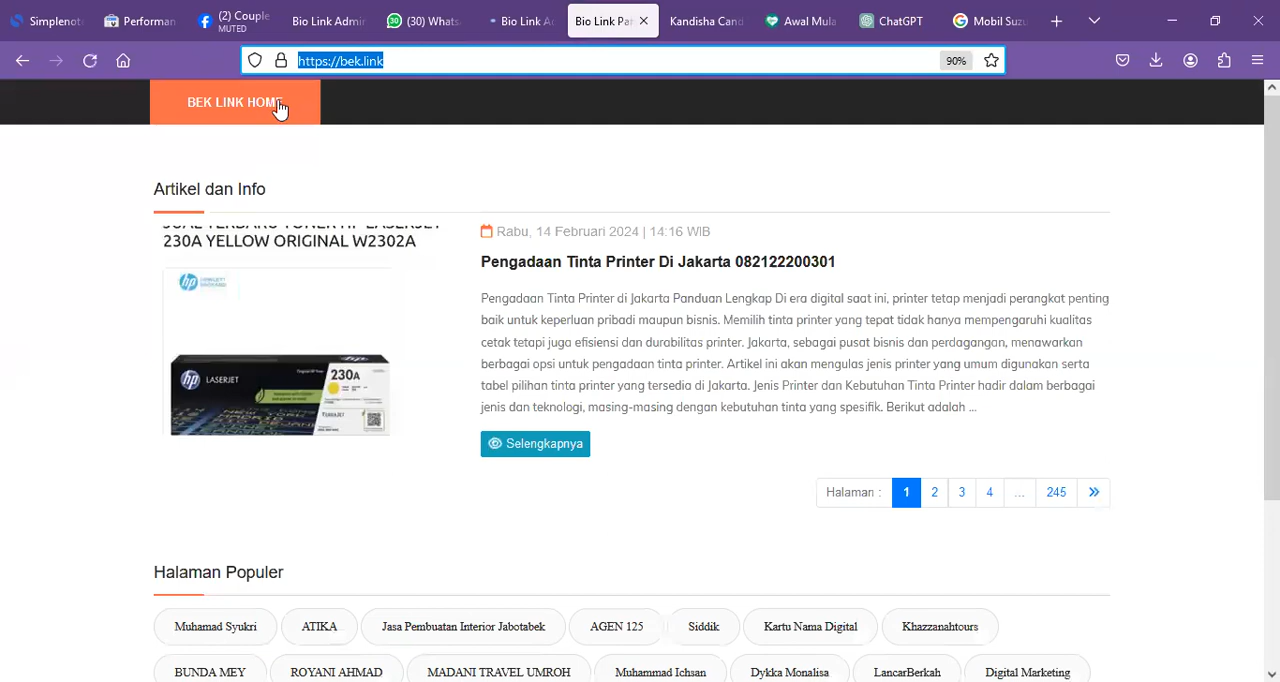 Simplenot
Performan
(2) Couple
MUTED
Bio Link Admi
(30) Whats
Bio Link Ad
Bio Link Pa
Kandisha Cand
Awal Mula
ChatGPT
Mobil Suzu
https://bek.link
90%
BEK LINK HOME
Artikel dan Info
JUAL TERBARU TONER HP LASERJET
230A YELLOW ORIGINAL W2302A
hp
hp LASERJET
230A
Rabu, 14 Februari 2024 | 14:16 WIB
Pengadaan Tinta Printer Di Jakarta 082122200301
Pengadaan Tinta Printer di Jakarta Panduan Lengkap Di era digital saat ini, printer tetap menjadi perangkat penting
baik untuk keperluan pribadi maupun bisnis. Memilih tinta printer yang tepat tidak hanya mempengaruhi kualitas
cetak tetapi juga efisiensi dan durabilitas printer. Jakarta, sebagai pusat bisnis dan perdagangan, menawarkan
berbagai opsi untuk pengadaan tinta printer. Artikel ini akan mengulas jenis printer yang umum digunakan serta
tabel pilihan tinta printer yang tersedia di Jakarta. Jenis Printer dan Kebutuhan Tinta Printer hadir dalam berbagai
jenis dan teknologi, masing-masing dengan kebutuhan tinta yang spesifik. Berikut adalah ...
Selengkapnya
Halaman : 1 2 3 4 ... 245 »
Halaman Populer
Muhamad Syukri ATIKA Jasa Pembuatan Interior Jabotabek AGEN 125 Siddik Kartu Nama Digital Khazzanahtours
BUNDA MEY ROYANI AHMAD MADANI TRAVEL UMROH Muhammad Ichsan Dykka Monalisa LancarBerkah Digital Marketing